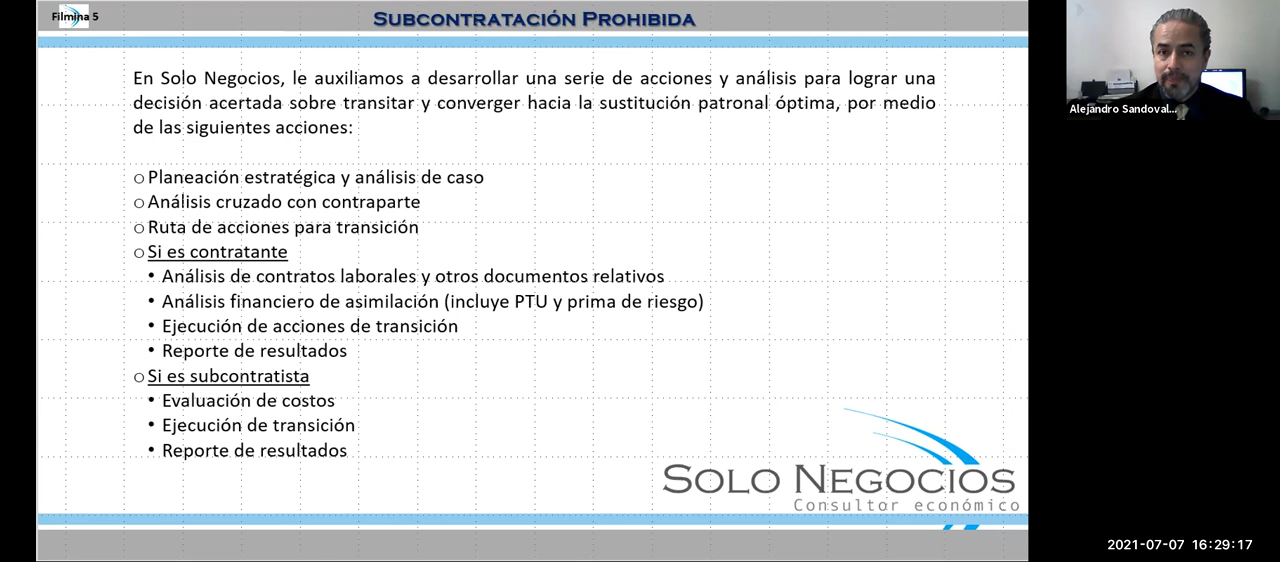 Filmina 5
Subcontratación Prohibida
En Solo Negocios, le auxiliamos a desarrollar una serie de acciones y análisis para lograr una
decisión acertada sobre transitar y converger hacia la sustitución patronal óptima, por medio
de las siguientes acciones:
○ Planeación estratégica y análisis de caso
○ Análisis cruzado con contraparte
○ Ruta de acciones para transición
○ Si es contratante
• Análisis de contratos laborales y otros documentos relativos
• Análisis financiero de asimilación (incluye PTU y prima de riesgo)
• Ejecución de acciones de transición
• Reporte de resultados
○ Si es subcontratista
• Evaluación de costos
• Ejecución de transición
• Reporte de resultados
Solo Negocios
Consultor económico
Alejandro Sandoval...
2021-07-07 16:29:17